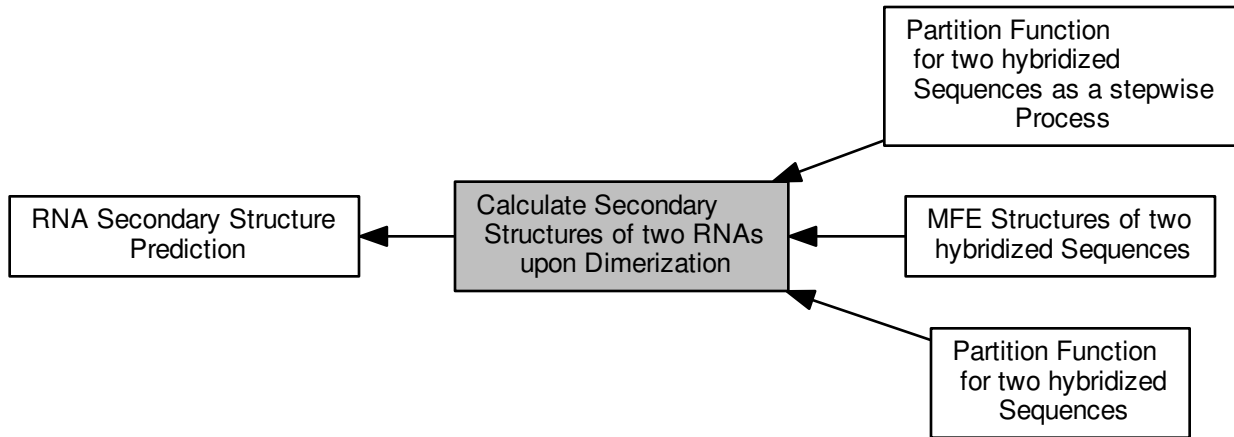 RNA Secondary Structure
Prediction
Calculate Secondary
Structures of two RNAs
upon Dimerization
Partition Function
for two hybridized
Sequences as a stepwise
Process
MFE Structures of two
hybridized Sequences
Partition Function
for two hybridized
Sequences